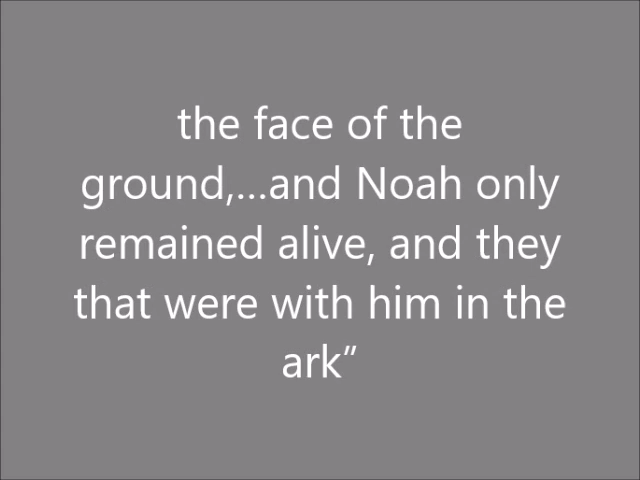 the face of the
ground,...and Noah only
remained alive, and they
that were with him in the
ark”